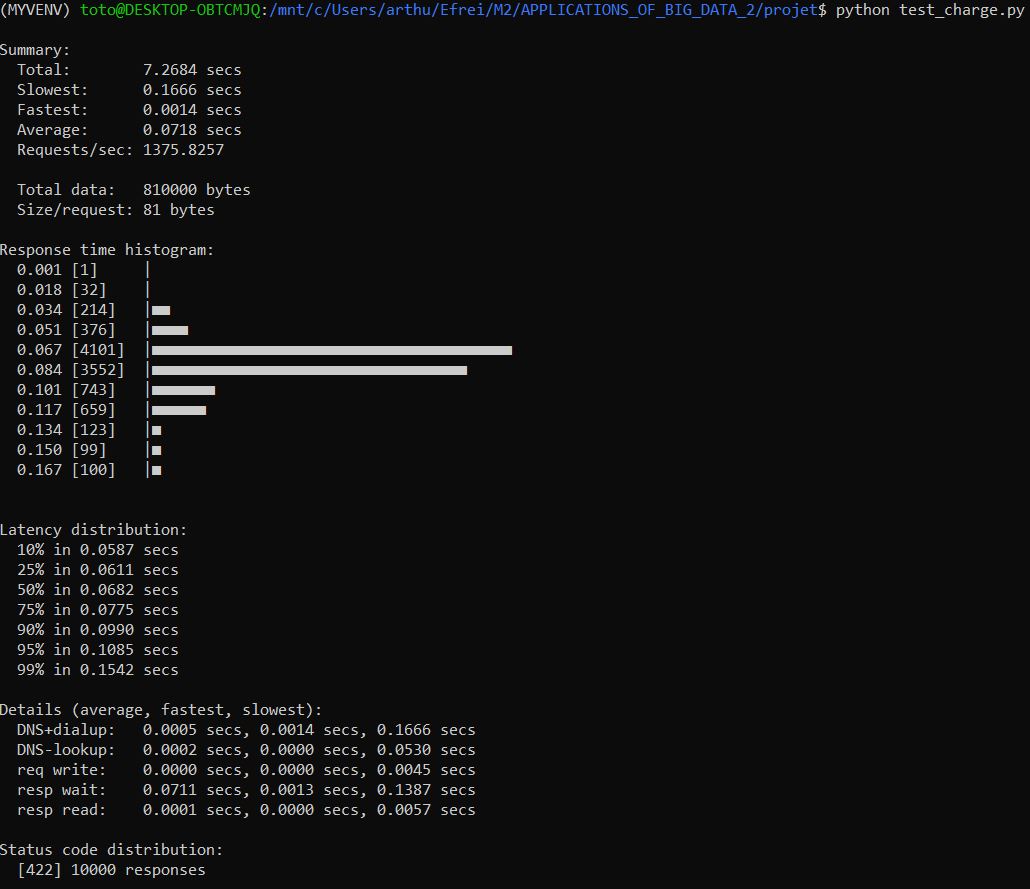 (MYVENV) toto@DESKTOP-OBTCMJQ:/mnt/c/Users/arthu/Efrei/M2/APPLICATIONS_OF_BIG_DATA_2/projet$ python test_charge.py
Summary:
Total: 7.2684 secs
Slowest: 0.1666 secs
Fastest: 0.0014 secs
Average: 0.0718 secs
Requests/sec: 1375.8257
Total data: 810000 bytes
Size/request: 81 bytes
Response time histogram:
0.001 [1] |
0.018 [32] |
0.034 [214] |■■
0.051 [376] |■■■■
0.067 [4101] |■■■■■■■■■■■■■■■■■■■■■■■■■■■■■■■■■■■■■■■■
0.084 [3552] |■■■■■■■■■■■■■■■■■■■■■■■■■■■■■■■■■■■
0.101 [743] |■■■■■■■
0.117 [659] |■■■■■■
0.134 [123] |■
0.150 [99] |■
0.167 [100] |■
Latency distribution:
10% in 0.0587 secs
25% in 0.0611 secs
50% in 0.0682 secs
75% in 0.0775 secs
90% in 0.0990 secs
95% in 0.1085 secs
99% in 0.1542 secs
Details (average, fastest, slowest):
DNS+dialup: 0.0005 secs, 0.0014 secs, 0.1666 secs
DNS-lookup: 0.0002 secs, 0.0000 secs, 0.0530 secs
req write: 0.0000 secs, 0.0000 secs, 0.0045 secs
resp wait: 0.0711 secs, 0.0013 secs, 0.1387 secs
resp read: 0.0001 secs, 0.0000 secs, 0.0057 secs
Status code distribution:
[422] 10000 responses